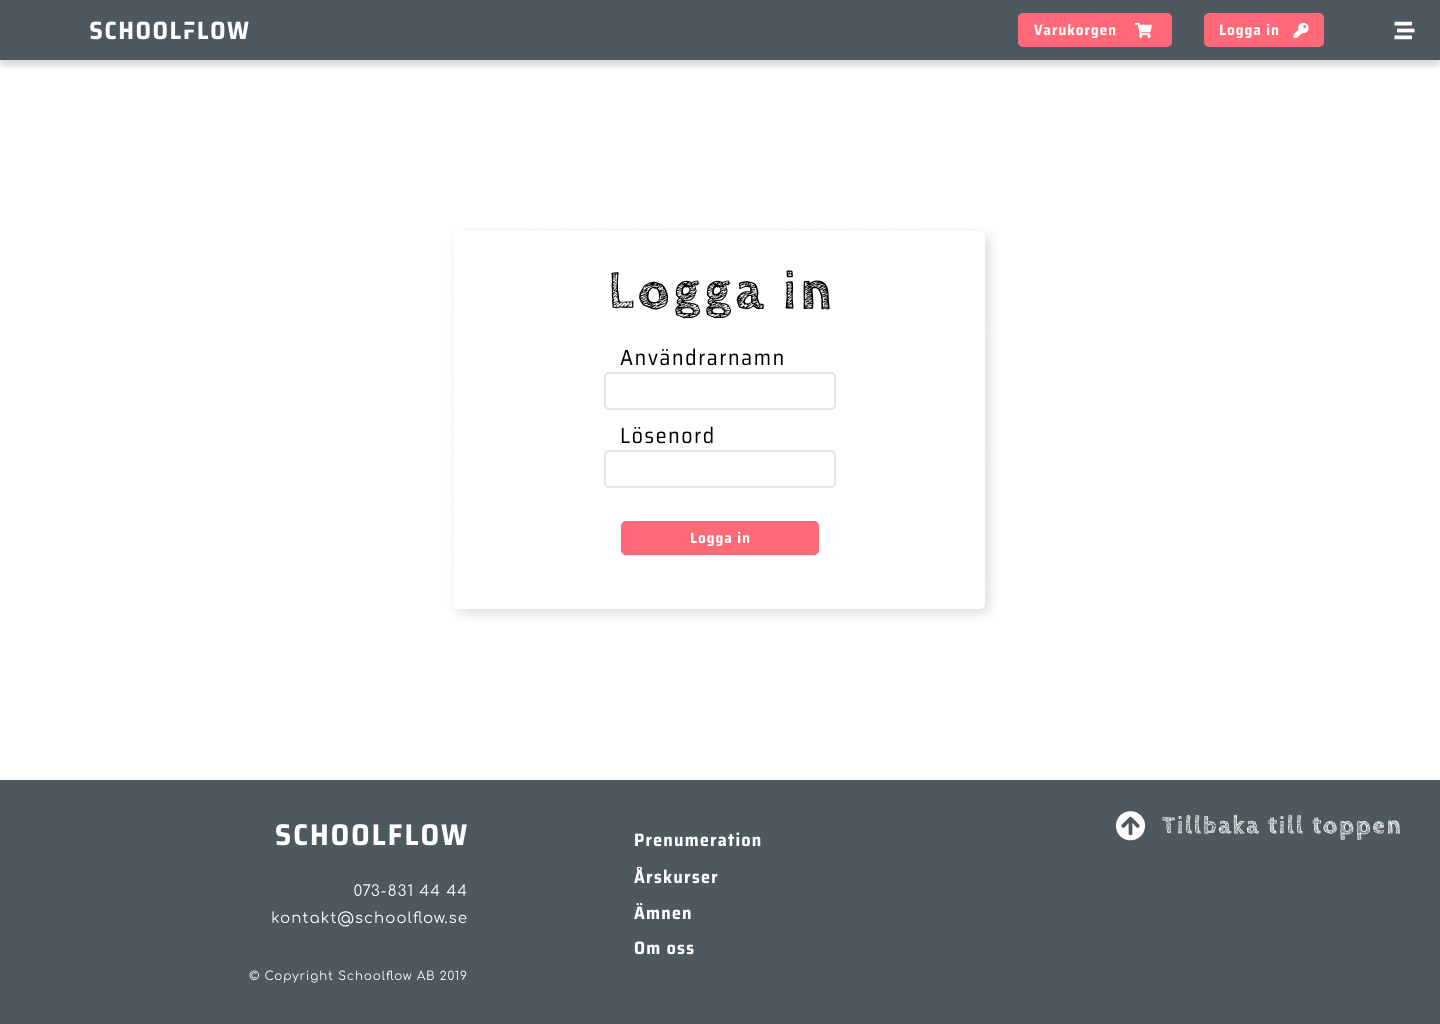 SCHOOLFLOW
Varukorgen
Logga in
Logga in
Användrarnamn
Lösenord
Logga in
SCHOOLFLOW
073-831 44 44
kontakt@schoolflow.se
© Copyright Schoolflow AB 2019
Prenumeration
Årskurser
Ämnen
Om oss
Tillbaka till toppen